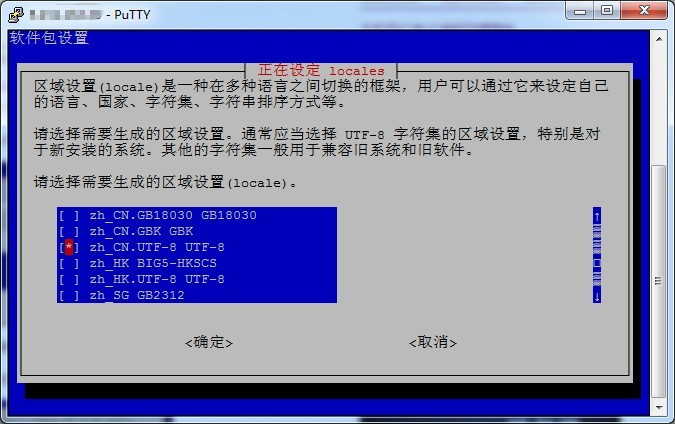 - PuTTY
软件包设置
正在设定 locales
区域设置(locale)是一种在多种语言之间切换的框架，用户可以通过它来设定自己
的语言、国家、字符集、字符串排序方式等。
请选择需要生成的区域设置。通常应当选择 UTF-8 字符集的区域设置，特别是对
于新安装的系统。其他的字符集一般用于兼容旧系统和旧软件。
请选择需要生成的区域设置(locale)。
[ ] zh_CN.GB18030 GB18030
[ ] zh_CN.GBK GBK
[*] zh_CN.UTF-8 UTF-8
[ ] zh_HK BIG5-HKSCS
[ ] zh_HK.UTF-8 UTF-8
[ ] zh_SG GB2312
<确定> <取消>